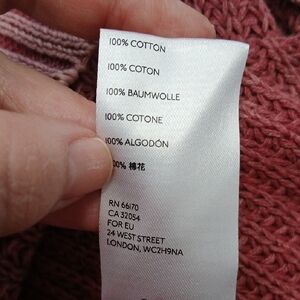 100% COTTON
100% COTON
100% BAUMWOLLE
100% COTONE
100% ALGODÓN
100% 棉花
RN 66170
CA 32054
FOR EU
24 WEST STREET
LONDON, WC2H9NA